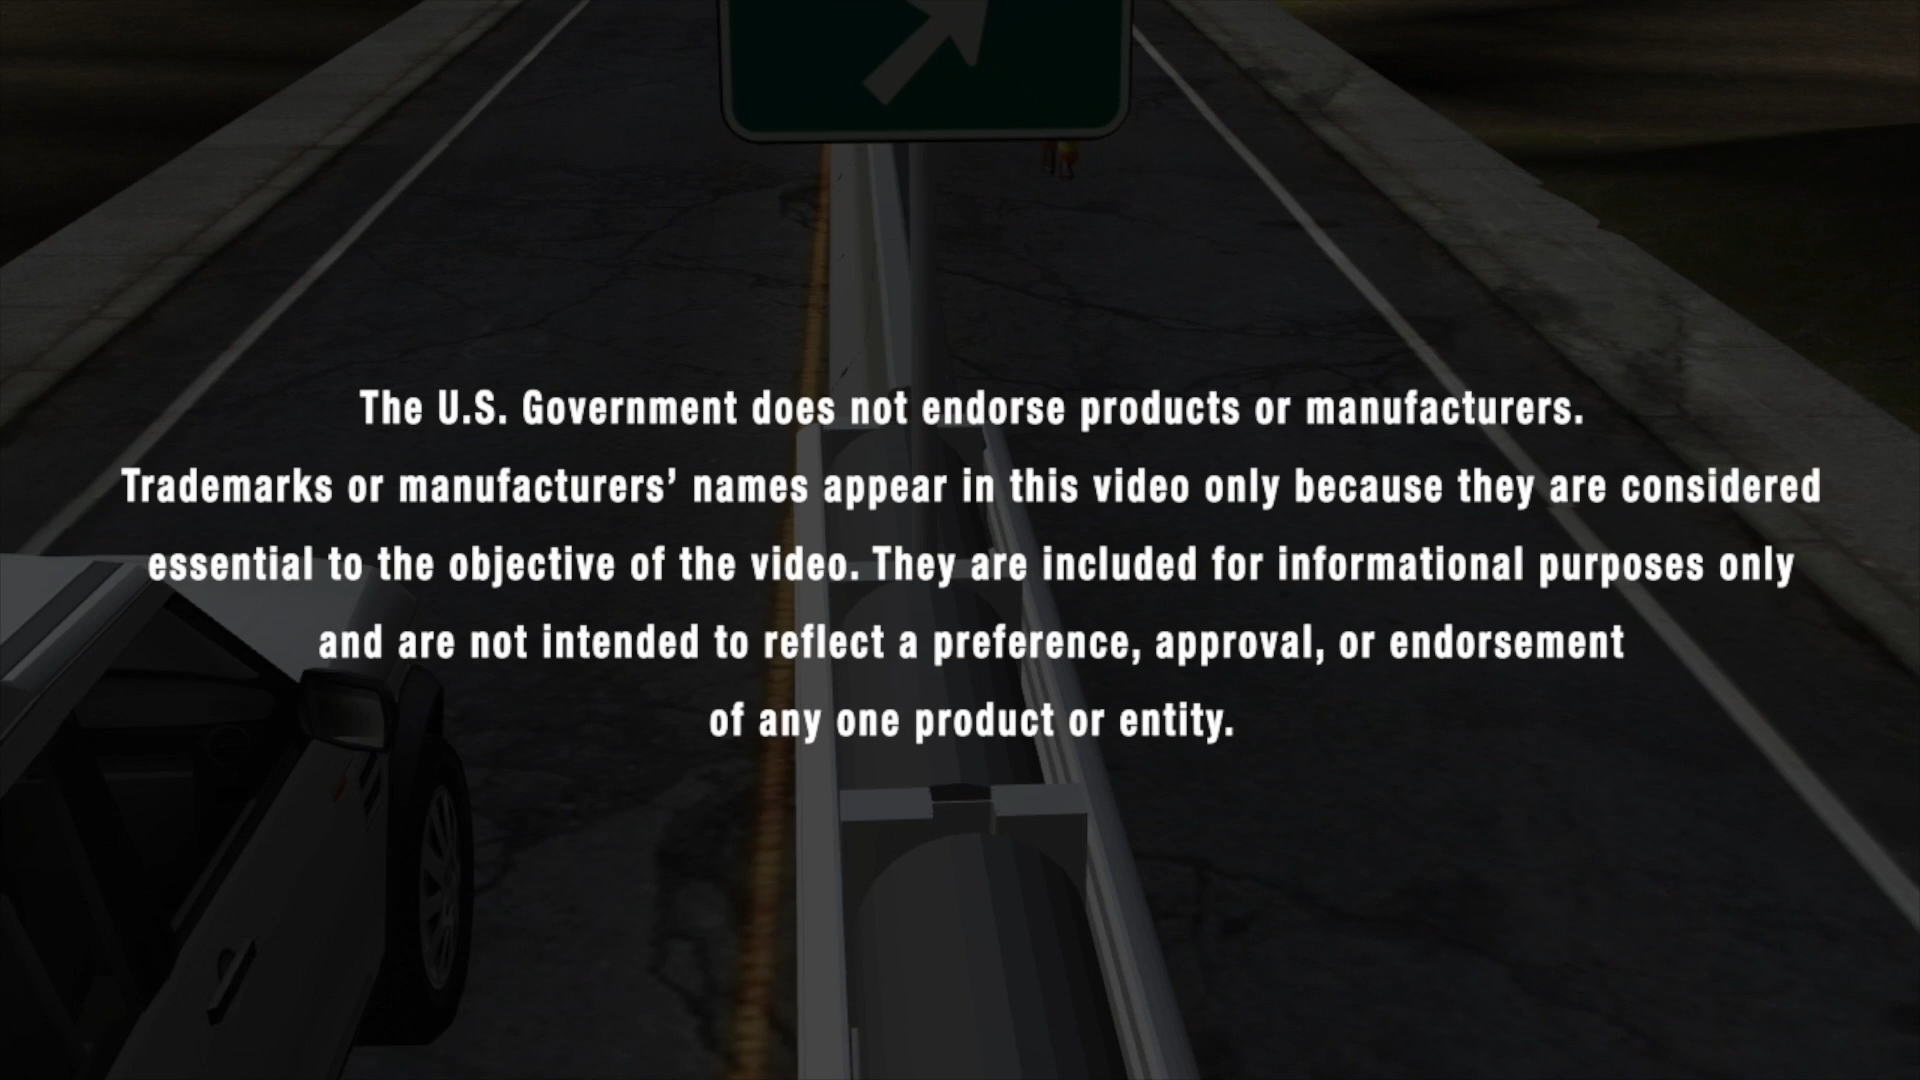 The U.S. Government does not endorse products or manufacturers.
Trademarks or manufacturers’ names appear in this video only because they are considered
essential to the objective of the video. They are included for informational purposes only
and are not intended to reflect a preference, approval, or endorsement
of any one product or entity.